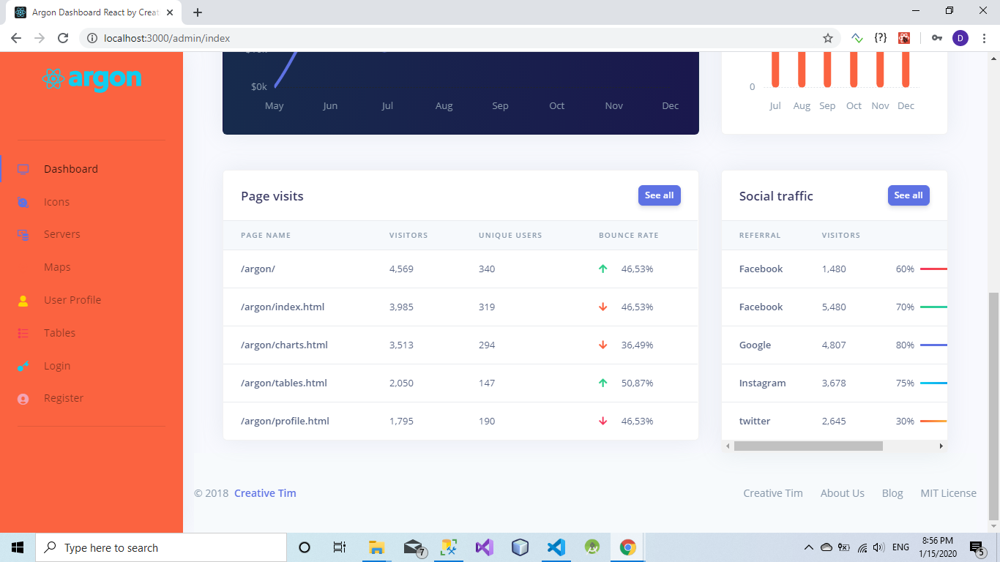 Argon Dashboard React by Creat
localhost:3000/admin/index
{?}
D
argon
Dashboard
Icons
Servers
Maps
User Profile
Tables
Login
Register
$0k
May Jun Jul Aug Sep Oct Nov Dec
0
Jul Aug Sep Oct Nov Dec
Page visits See all
PAGE NAME VISITORS UNIQUE USERS BOUNCE RATE
/argon/ 4,569 340 46,53%
/argon/index.html 3,985 319 46,53%
/argon/charts.html 3,513 294 36,49%
/argon/tables.html 2,050 147 50,87%
/argon/profile.html 1,795 190 46,53%
Social traffic See all
REFERRAL VISITORS
Facebook 1,480 60%
Facebook 5,480 70%
Google 4,807 80%
Instagram 3,678 75%
twitter 2,645 30%
© 2018 Creative Tim
Creative Tim About Us Blog MIT License
Type here to search
7
ENG
8:56 PM
1/15/2020
5